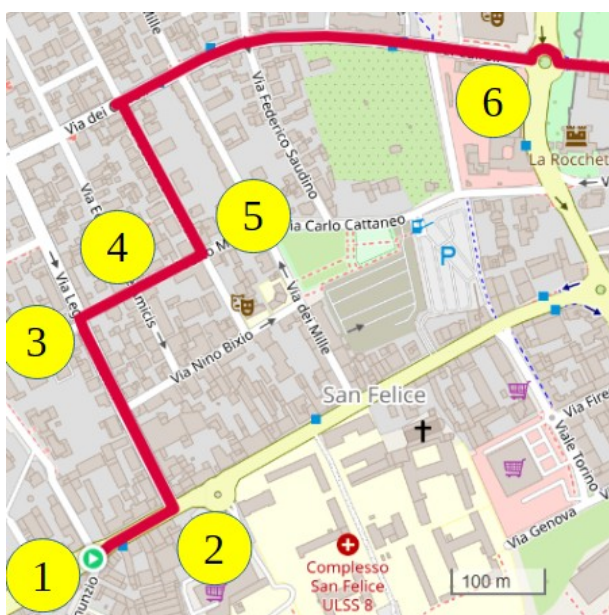 Mille
Via dei
Via Federico Saudino
6
La Rocchet
5
via Carlo Cattaneo
4
P
Via Leg
3
Via dei Mille
Via Nino Bixio
San Felice
Via Fire
Viale Torino
Via Genova
1
2
Complesso
San Felice
ULSS 8
100 m